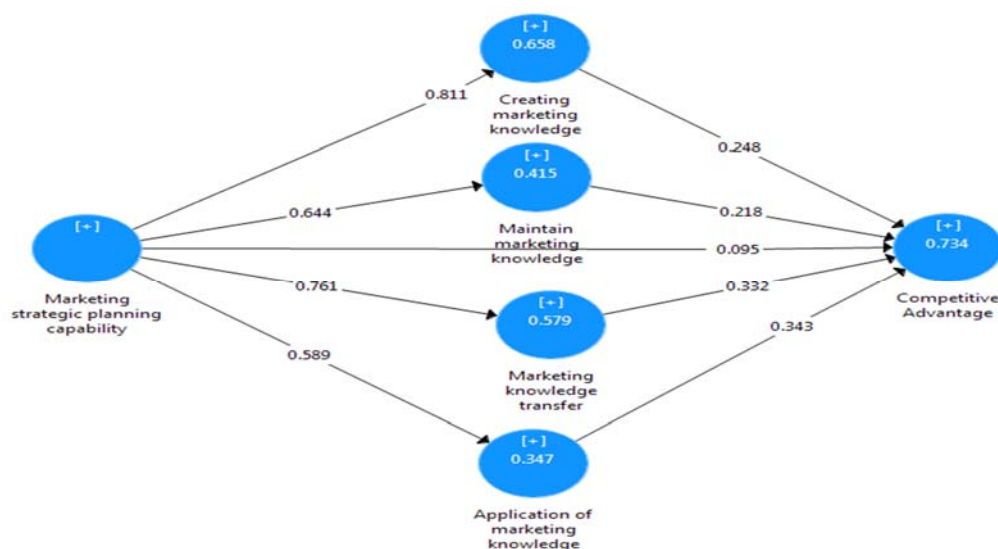 [+]
0.658
Creating
marketing
knowledge
0.811
0.248
[+]
0.415
Maintain
marketing
knowledge
0.644
0.218
[+]
Marketing
strategic planning
capability
0.095
[+]
0.734
Competitive
Advantage
0.761
0.332
[+]
0.579
Marketing
knowledge
transfer
0.589
0.343
[+]
0.347
Application of
marketing
knowledge